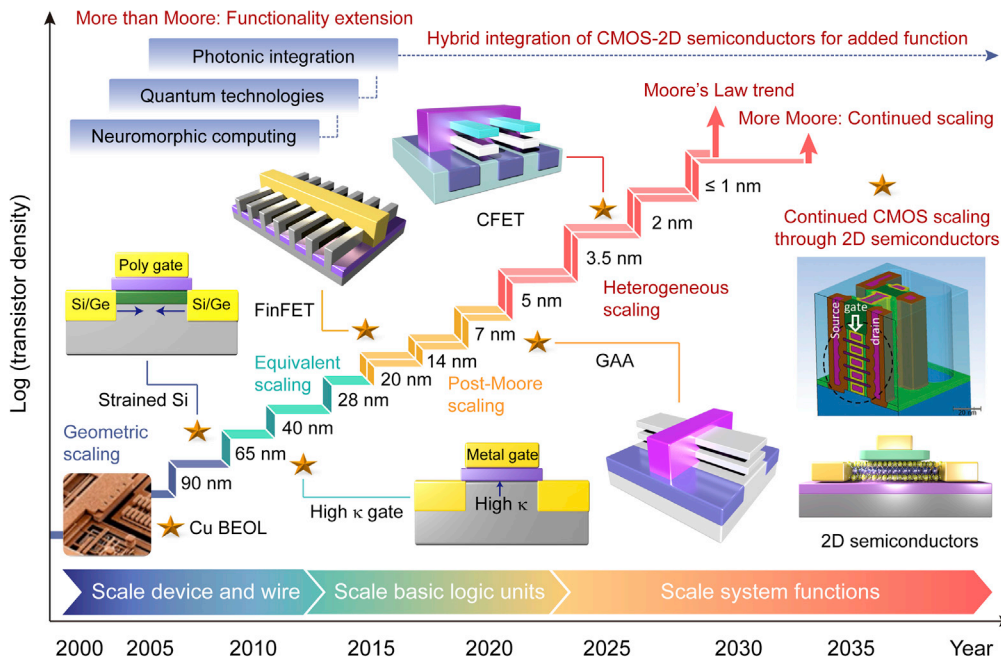 More than Moore: Functionality extension
Photonic integration
Quantum technologies
Neuromorphic computing
Hybrid integration of CMOS-2D semiconductors for added function
Moore's Law trend
More Moore: Continued scaling
Log (transistor density)
CFET
≤ 1 nm
2 nm
3.5 nm
5 nm
7 nm
14 nm
20 nm
28 nm
40 nm
65 nm
90 nm
Continued CMOS scaling
through 2D semiconductors
Poly gate
Si/Ge
Si/Ge
FinFET
Heterogeneous
scaling
Source
gate
drain
20 nm
Equivalent
scaling
Post-Moore
scaling
GAA
Strained Si
Geometric
scaling
Metal gate
High κ
High κ gate
Cu BEOL
2D semiconductors
Scale device and wire
Scale basic logic units
Scale system functions
2000
2005
2010
2015
2020
2025
2030
2035
Year